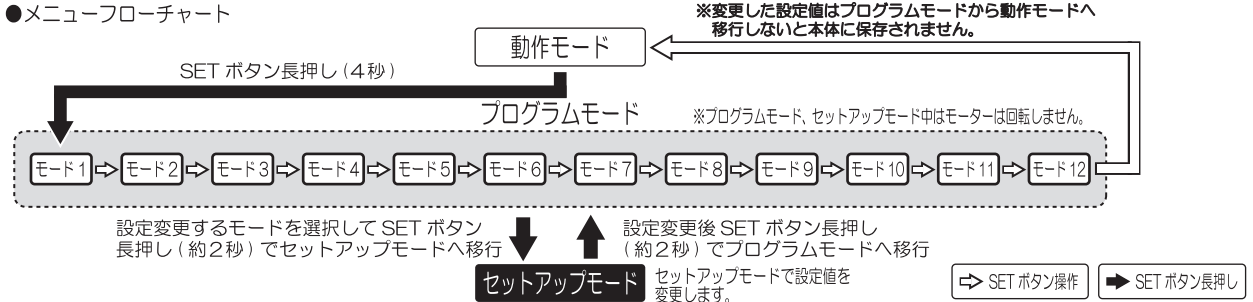 ●メニューフローチャート
※変更した設定値はプログラムモードから動作モードへ
移行しないと本体に保存されません。
動作モード
SET ボタン長押し(4秒)
プログラムモード
※プログラムモード、セットアップモード中はモーターは回転しません。
モード1 モード2 モード3 モード4 モード5 モード6 モード7 モード8 モード9 モード10 モード11 モード12
設定変更するモードを選択して SET ボタン
長押し(約2秒)でセットアップモードへ移行
設定変更後 SET ボタン長押し
(約2秒)でプログラムモードへ移行
セットアップモード
セットアップモードで設定値を
変更します。
SET ボタン操作
SET ボタン長押し